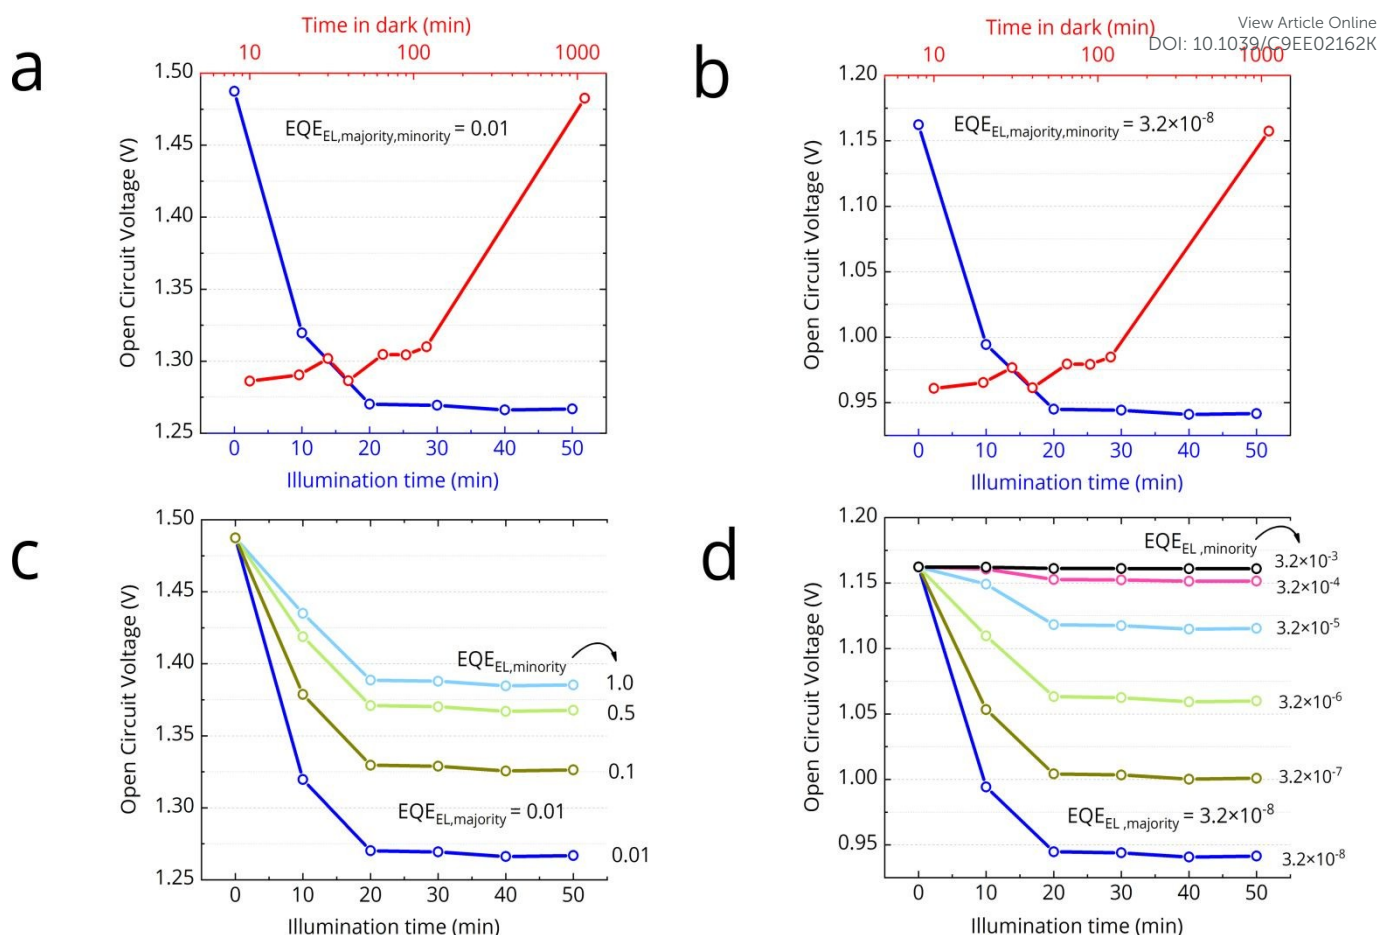 View Article Online
DOI: 10.1039/C9EE02162K
a
Time in dark (min)
10 100 1000
1.50
1.45
1.40
1.35
1.30
1.25
Open Circuit Voltage (V)
EQE_EL,majority,minority = 0.01
0 10 20 30 40 50
Illumination time (min)
b
Time in dark (min)
10 100 1000
1.20
1.15
1.10
1.05
1.00
0.95
Open Circuit Voltage (V)
EQE_EL,majority,minority = 3.2×10⁻⁸
0 10 20 30 40 50
Illumination time (min)
c
1.50
1.45
1.40
1.35
1.30
1.25
Open Circuit Voltage (V)
EQE_EL,minority
1.0
0.5
0.1
EQE_EL,majority = 0.01
0.01
0 10 20 30 40 50
Illumination time (min)
d
1.20
1.15
1.10
1.05
1.00
0.95
Open Circuit Voltage (V)
EQE_EL ,minority
3.2×10⁻³
3.2×10⁻⁴
3.2×10⁻⁵
3.2×10⁻⁶
3.2×10⁻⁷
EQE_EL ,majority = 3.2×10⁻⁸
3.2×10⁻⁸
0 10 20 30 40 50
Illumination time (min)